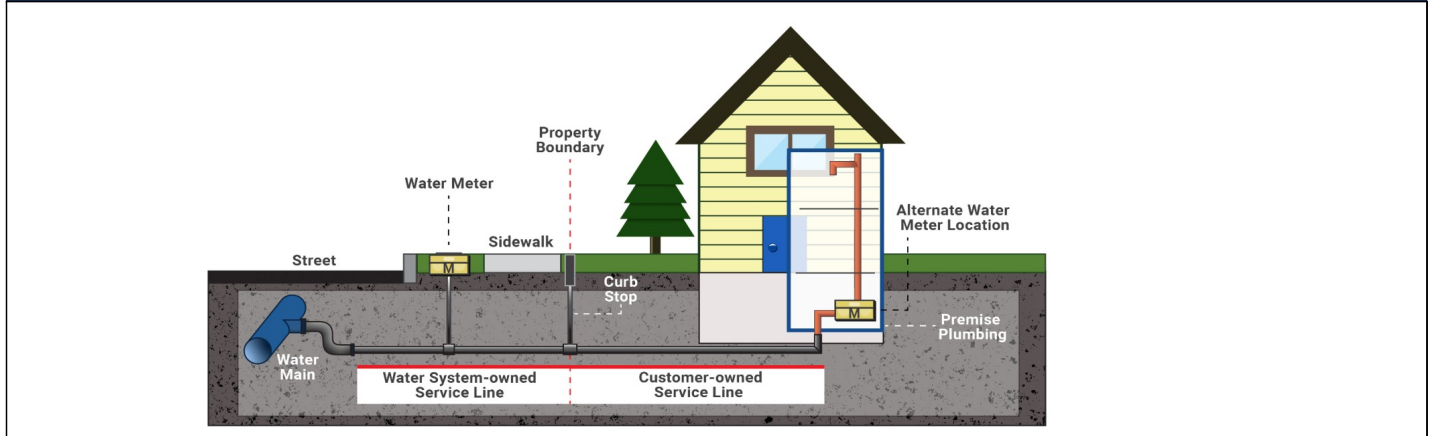 Property
Boundary
Water Meter
Alternate Water
Meter Location
Sidewalk
Street
M
Curb
Stop
M
Premise
Plumbing
Water
Main
Water System-owned
Service Line
Customer-owned
Service Line